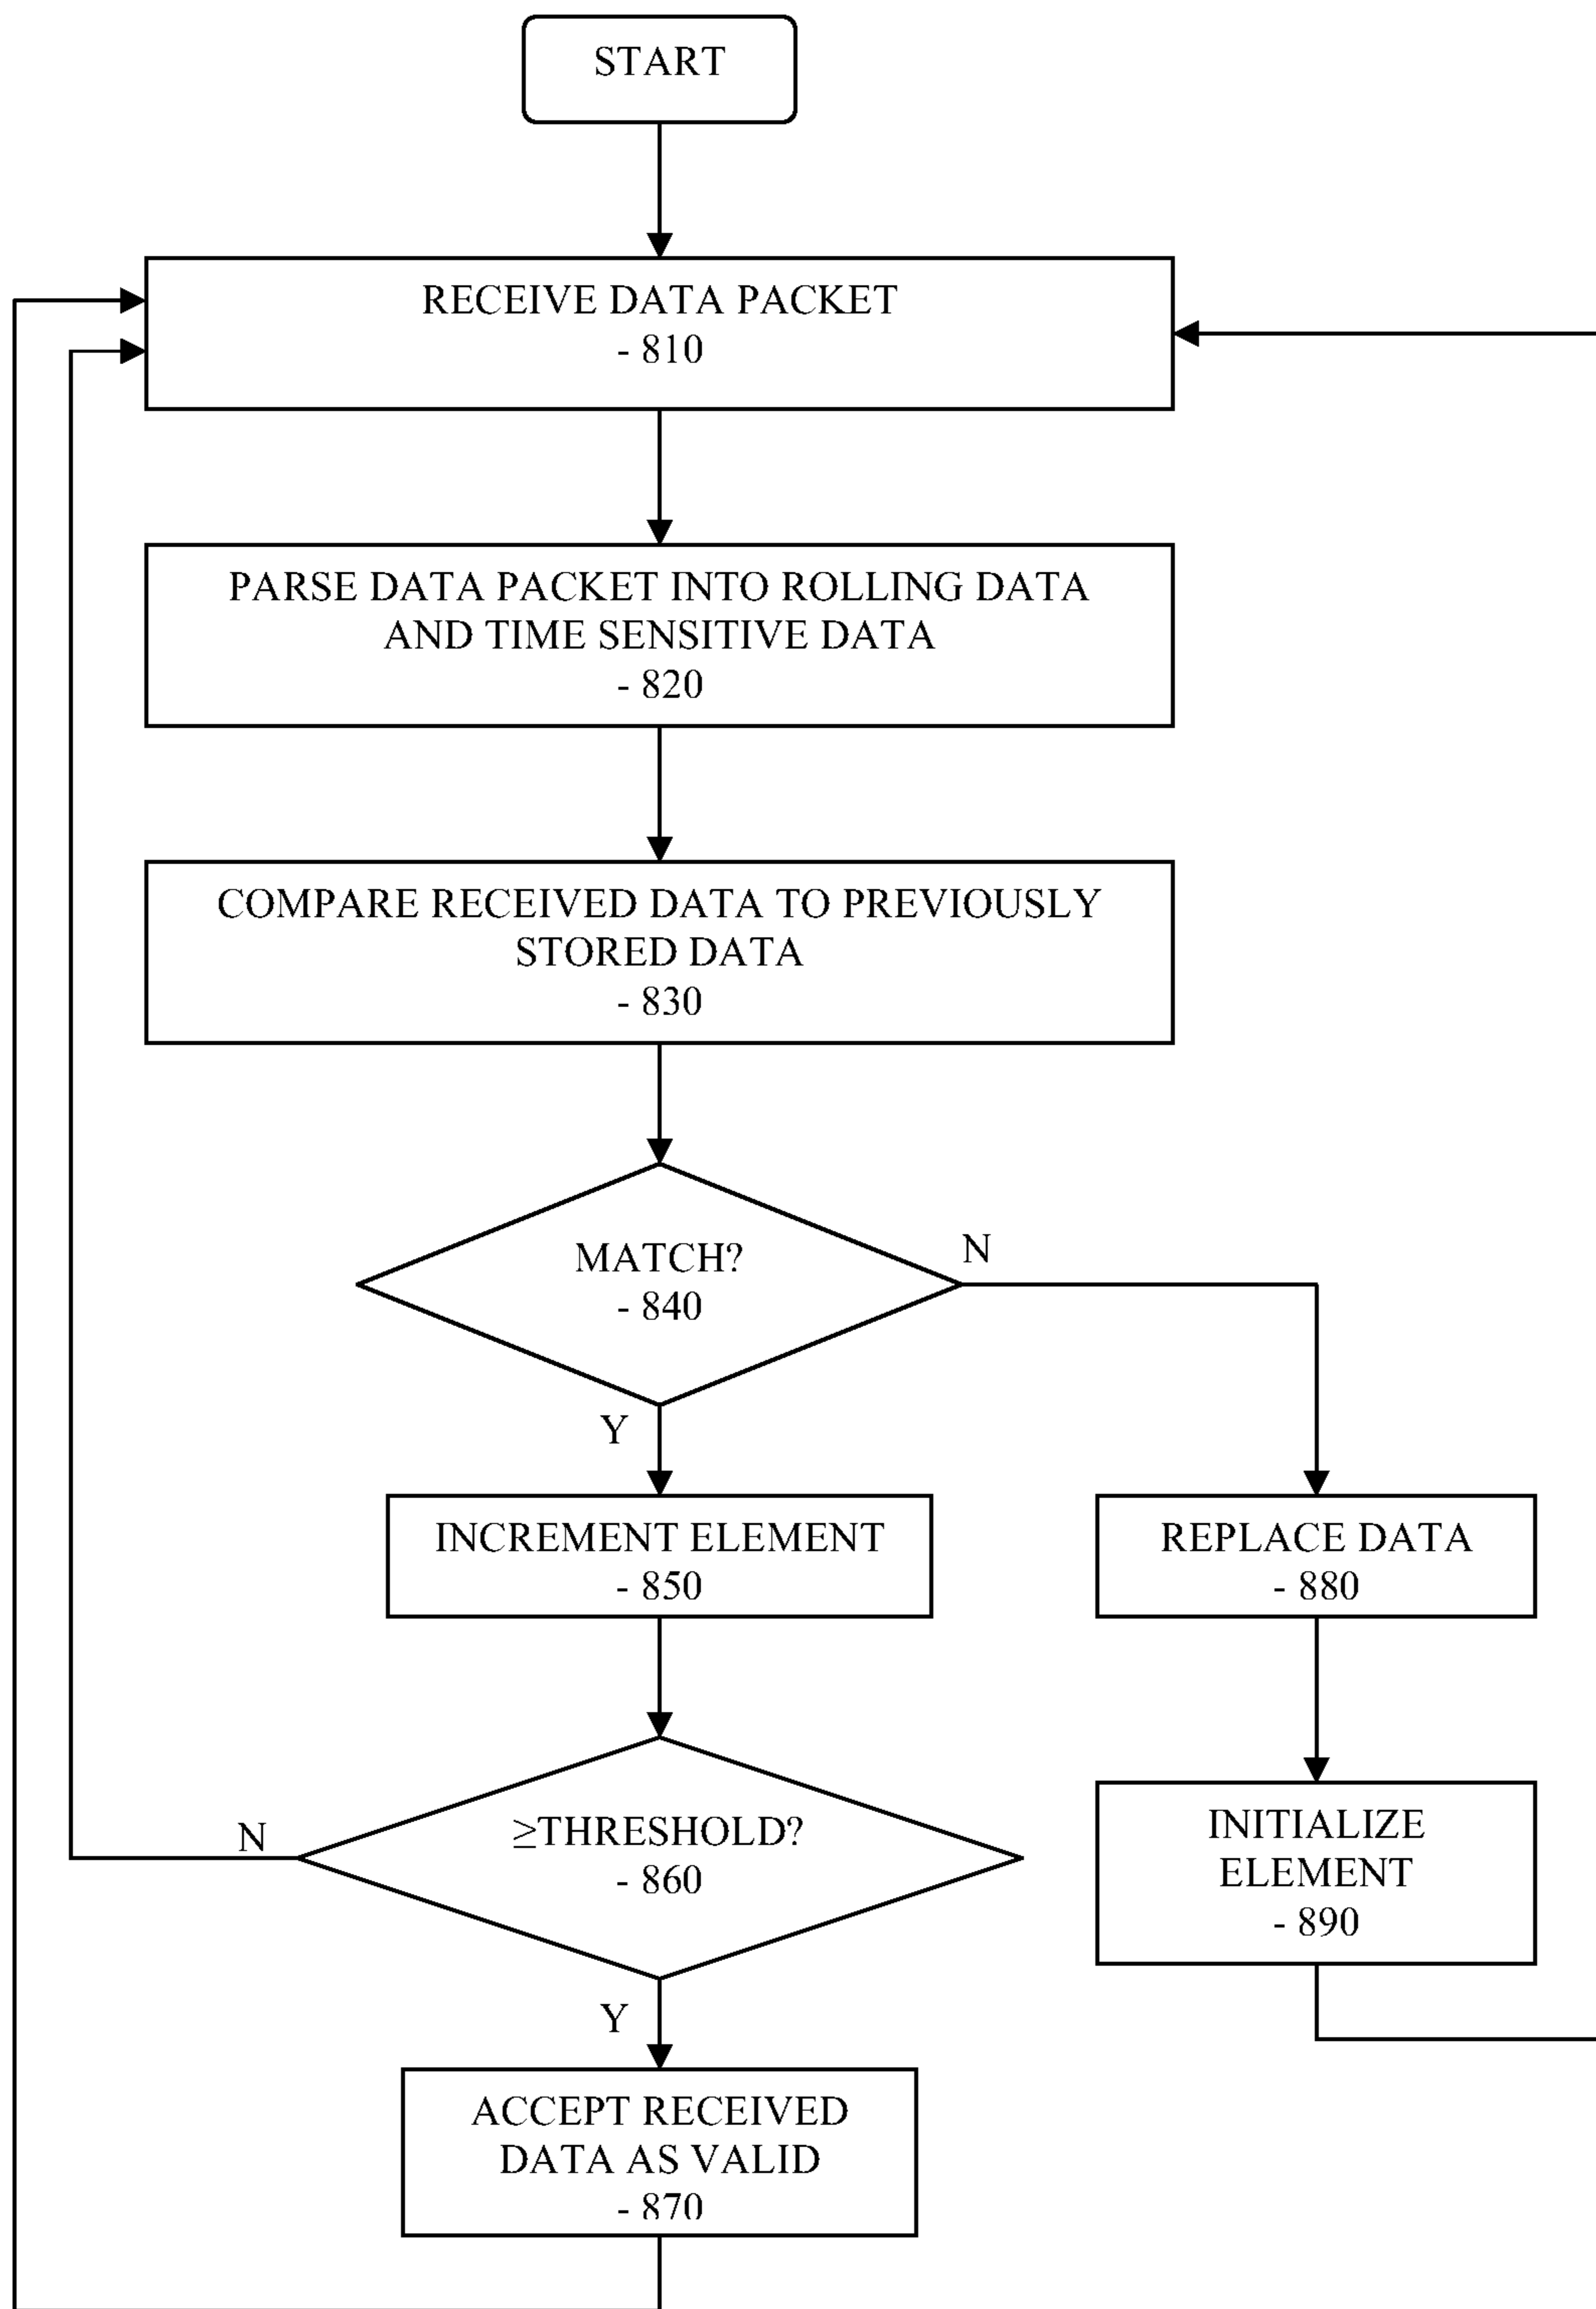 START
RECEIVE DATA PACKET
- 810
PARSE DATA PACKET INTO ROLLING DATA
AND TIME SENSITIVE DATA
- 820
COMPARE RECEIVED DATA TO PREVIOUSLY
STORED DATA
- 830
MATCH?
- 840
N
Y
INCREMENT ELEMENT
- 850
REPLACE DATA
- 880
≥THRESHOLD?
- 860
N
Y
INITIALIZE
ELEMENT
- 890
ACCEPT RECEIVED
DATA AS VALID
- 870